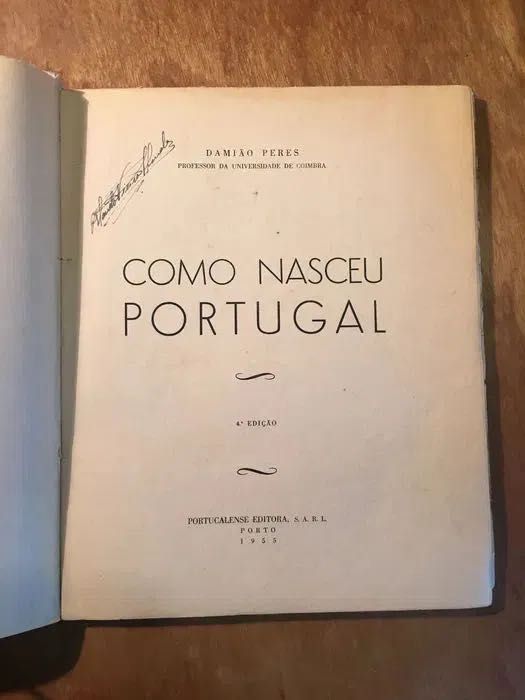 DAMIÃO PERES
PROFESSOR DA UNIVERSIDADE DE COIMBRA
COMO NASCEU
PORTUGAL
4.ª EDIÇÃO
PORTUCALENSE EDITORA, S. A. R. L.
PORTO
1955